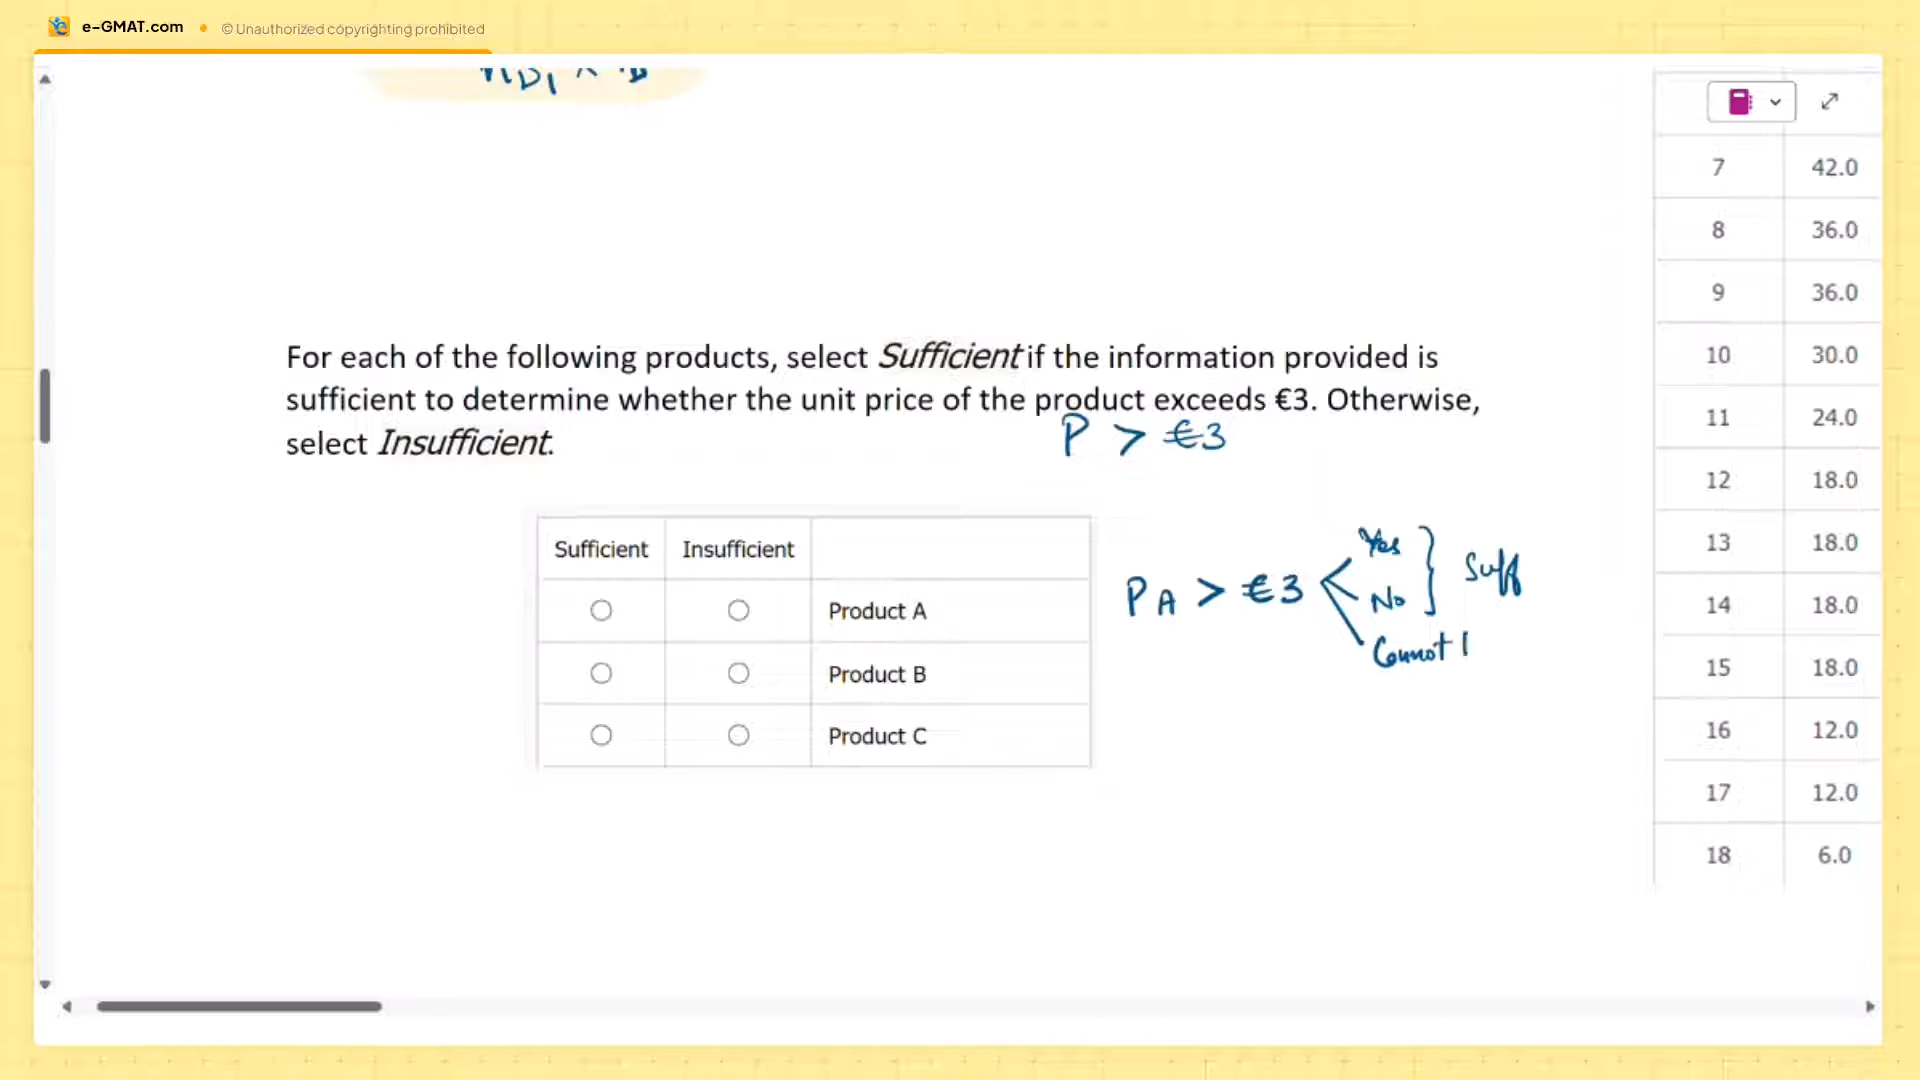 e-GMAT.com • © Unauthorized copyrighting prohibited
For each of the following products, select Sufficient if the information provided is
sufficient to determine whether the unit price of the product exceeds €3. Otherwise,
select Insufficient.
P > €3
Sufficient Insufficient
Product A
Product B
Product C
PA > €3
Yes
No
Cannot
Suff
7 42.0
8 36.0
9 36.0
10 30.0
11 24.0
12 18.0
13 18.0
14 18.0
15 18.0
16 12.0
17 12.0
18 6.0